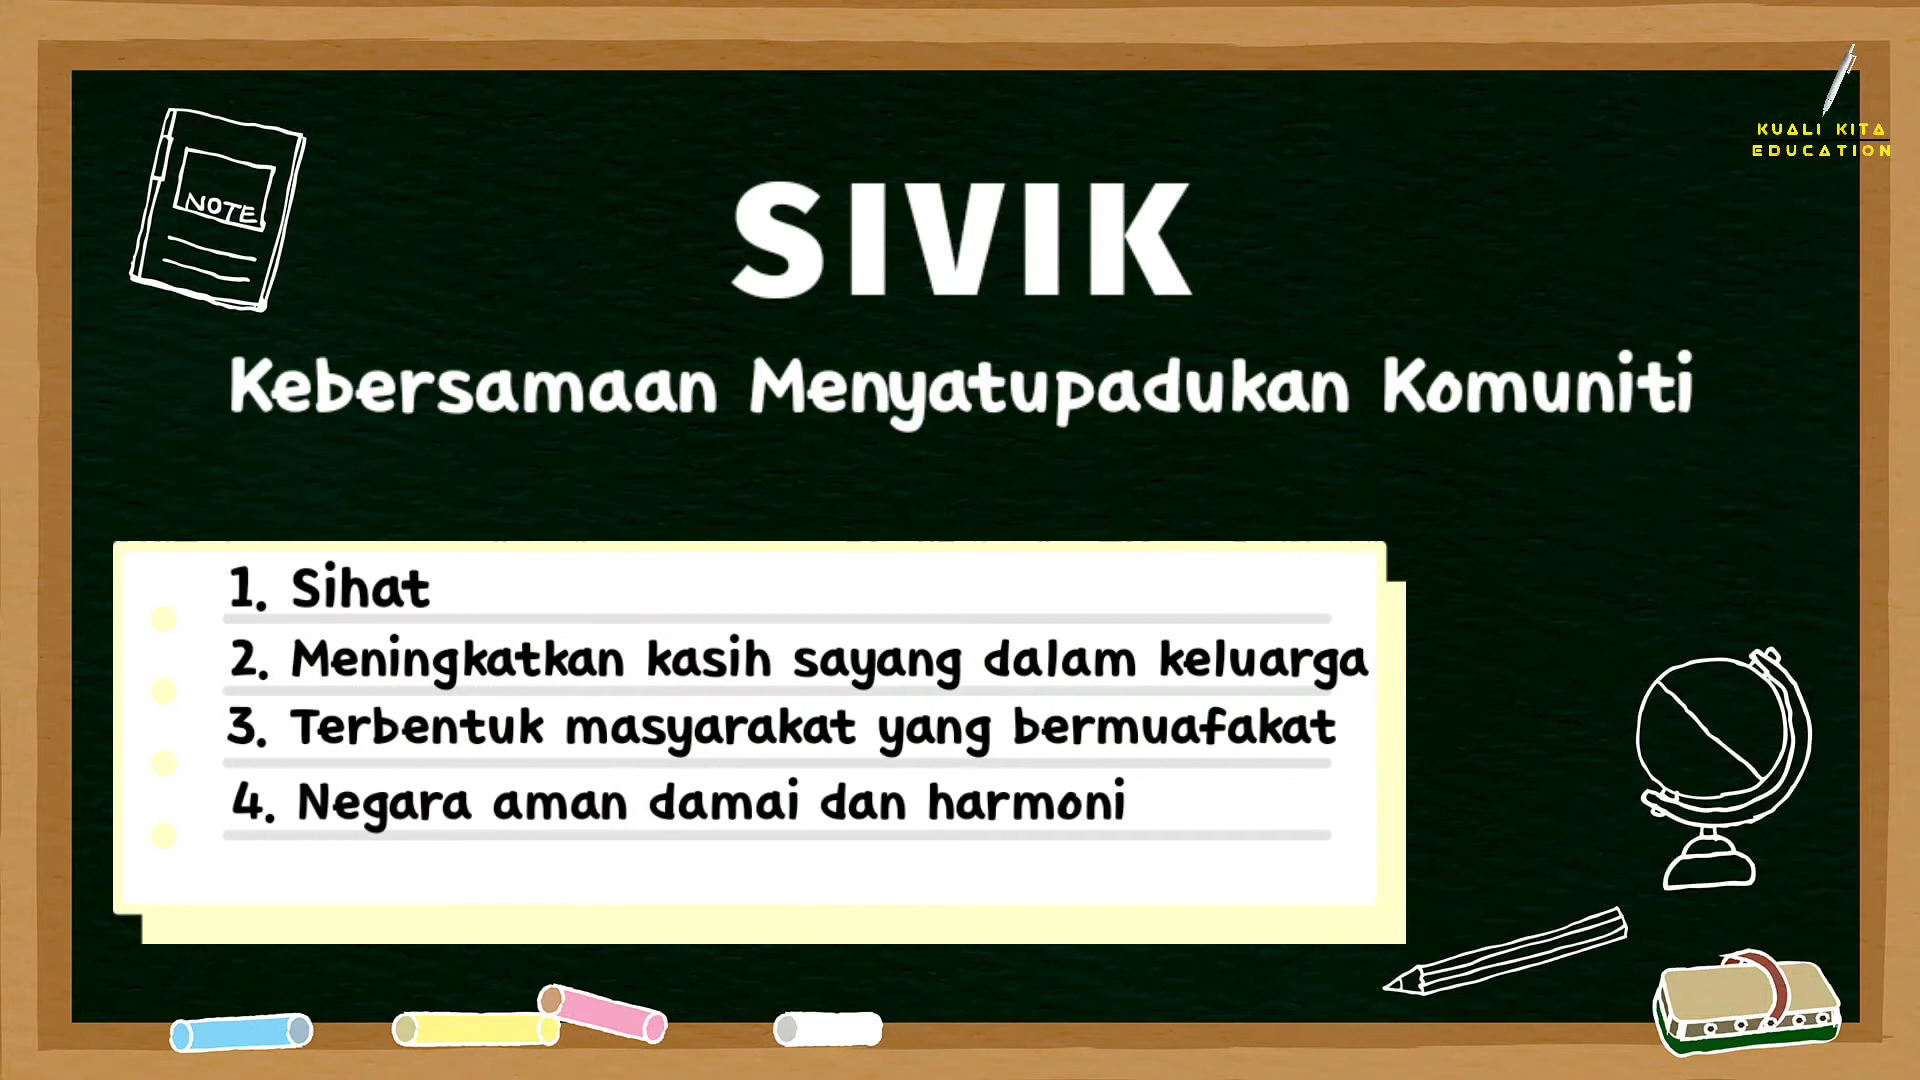 KUALI KITA
EDUCATION
NOTE
SIVIK
Kebersamaan Menyatupadukan Komuniti
1. Sihat
2. Meningkatkan kasih sayang dalam keluarga
3. Terbentuk masyarakat yang bermuafakat
4. Negara aman damai dan harmoni